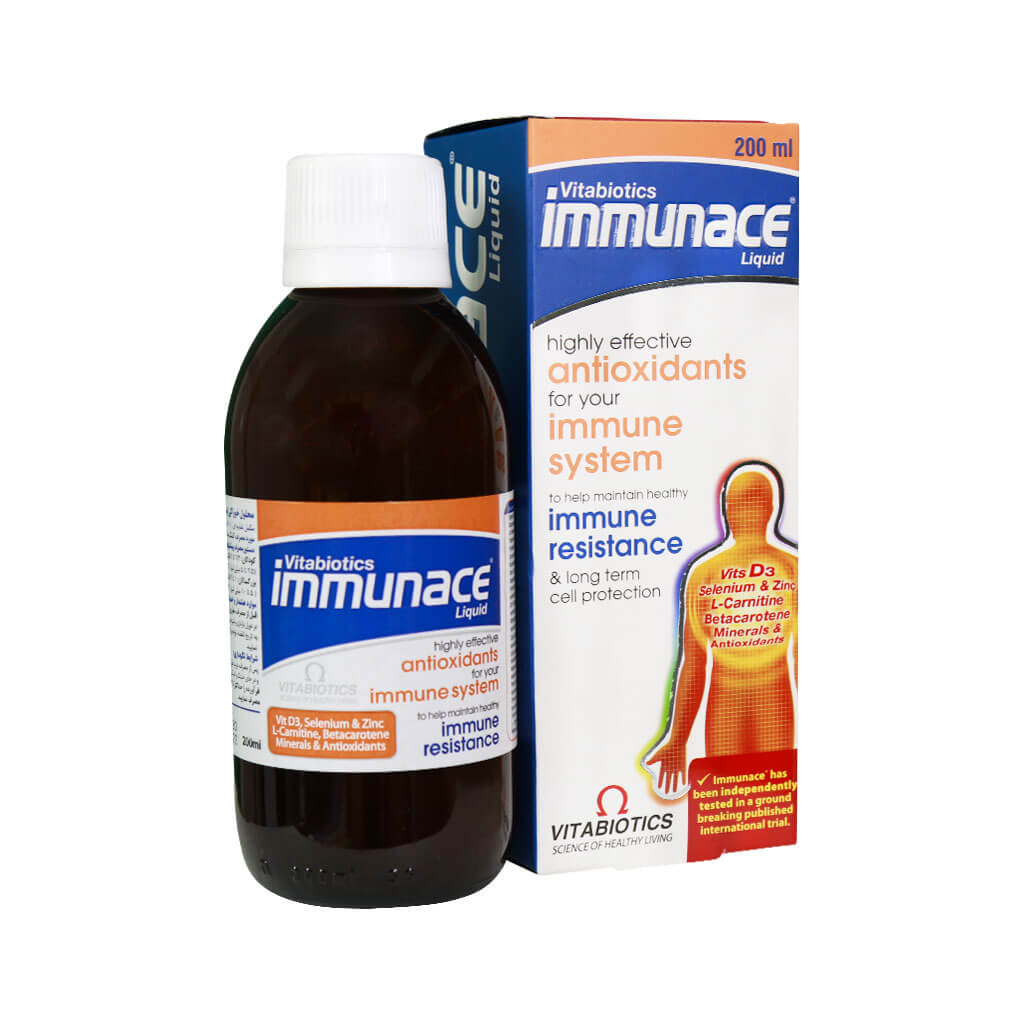 200 ml
Vitabiotics
immunace®
Liquid
highly effective
antioxidants
for your
immune
system
to help maintain healthy
immune
resistance
& long term
cell protection
Vits D3
Selenium & Zinc
L-Carnitine
Betacarotene
Minerals &
Antioxidants
✓ Immunace® has
been independently
tested in a ground
breaking published
international trial.
VITABIOTICS
SCIENCE OF HEALTHY LIVING
ACE®
Liquid
Vitabiotics
immunace®
Liquid
highly effective
antioxidants
for your
immune system
to help maintain healthy
immune
resistance
VITABIOTICS
Vit D3, Selenium & Zinc
L-Carnitine, Betacarotene
Minerals & Antioxidants
200ml